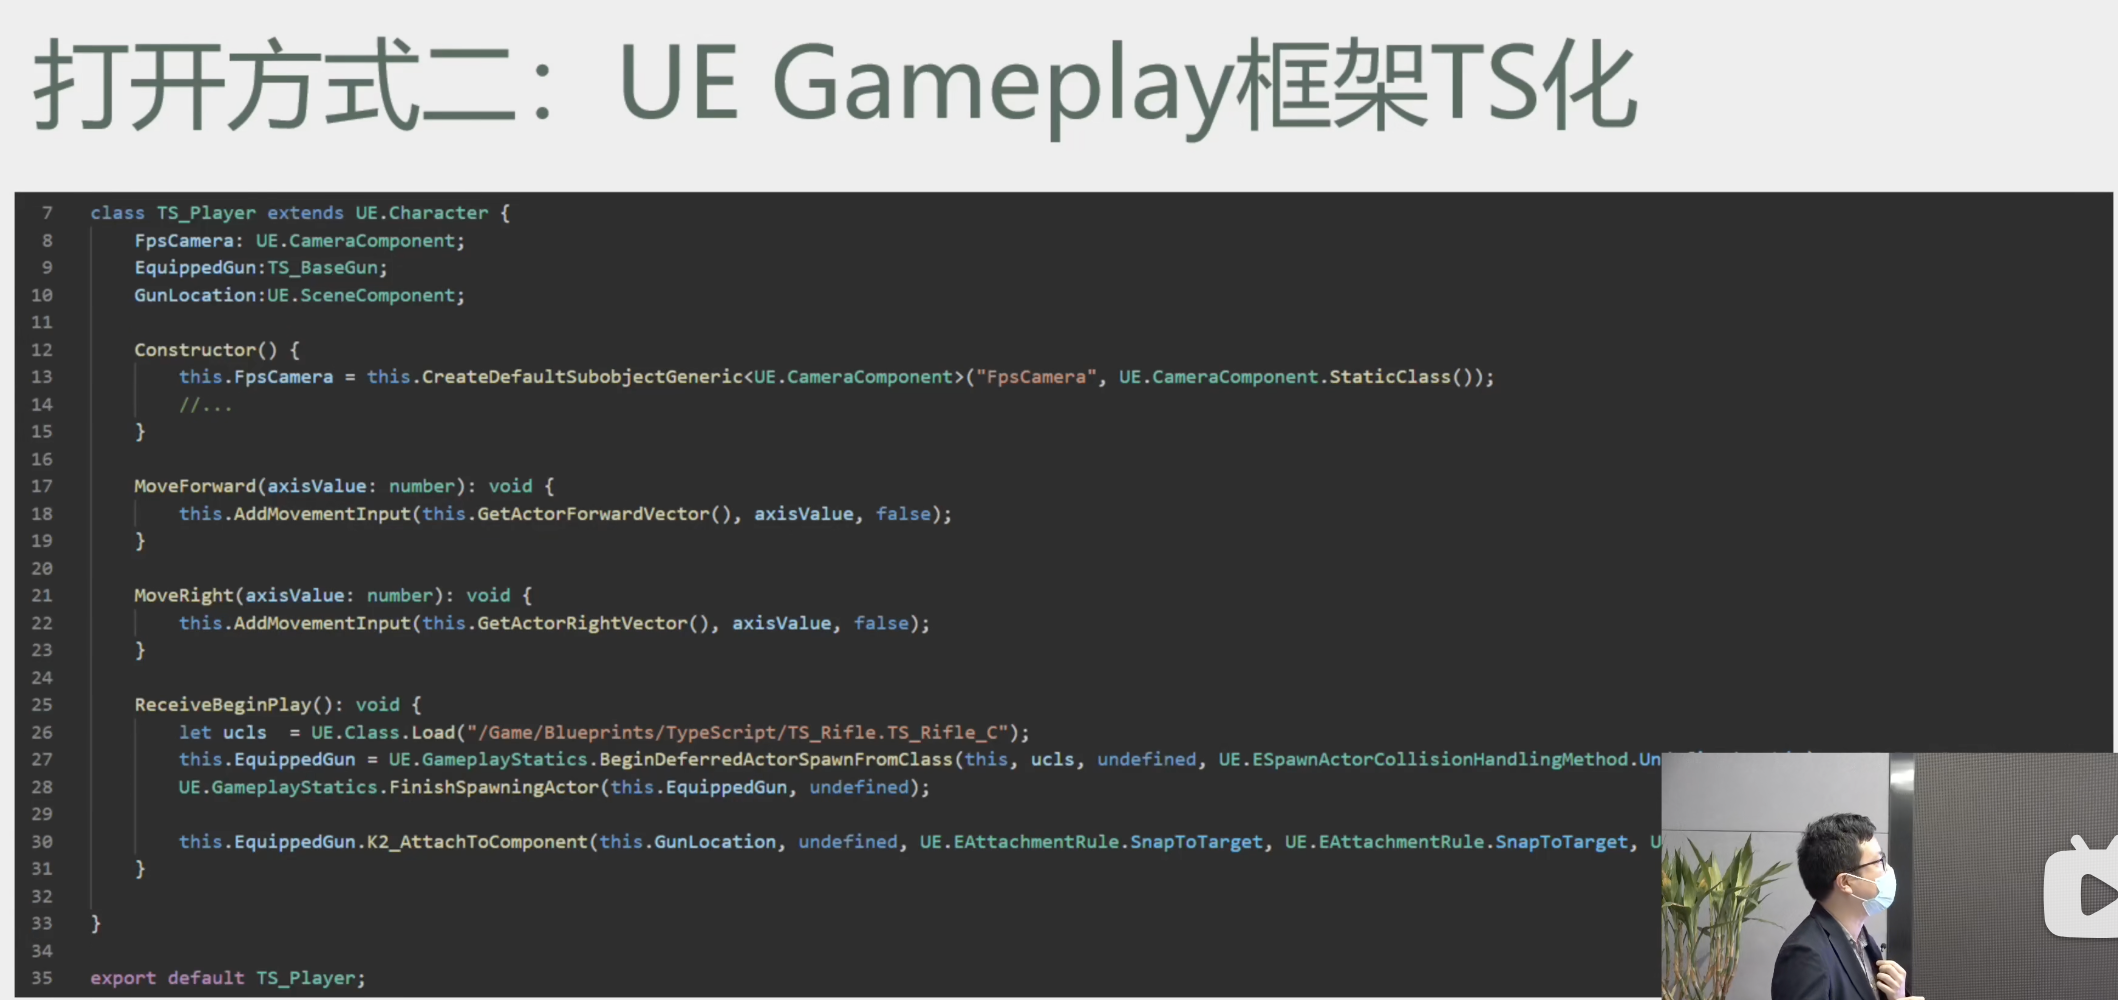 打开方式二：UE Gameplay框架TS化
7 class TS_Player extends UE.Character {
8 FpsCamera: UE.CameraComponent;
9 EquippedGun:TS_BaseGun;
10 GunLocation:UE.SceneComponent;
11
12 Constructor() {
13 this.FpsCamera = this.CreateDefaultSubobjectGeneric<UE.CameraComponent>("FpsCamera", UE.CameraComponent.StaticClass());
14 //...
15 }
16
17 MoveForward(axisValue: number): void {
18 this.AddMovementInput(this.GetActorForwardVector(), axisValue, false);
19 }
20
21 MoveRight(axisValue: number): void {
22 this.AddMovementInput(this.GetActorRightVector(), axisValue, false);
23 }
24
25 ReceiveBeginPlay(): void {
26 let ucls  = UE.Class.Load("/Game/Blueprints/TypeScript/TS_Rifle.TS_Rifle_C");
27 this.EquippedGun = UE.GameplayStatics.BeginDeferredActorSpawnFromClass(this, ucls, undefined, UE.ESpawnActorCollisionHandlingMethod.Un
28 UE.GameplayStatics.FinishSpawningActor(this.EquippedGun, undefined);
29
30 this.EquippedGun.K2_AttachToComponent(this.GunLocation, undefined, UE.EAttachmentRule.SnapToTarget, UE.EAttachmentRule.SnapToTarget, U
31 }
32
33 }
34
35 export default TS_Player;